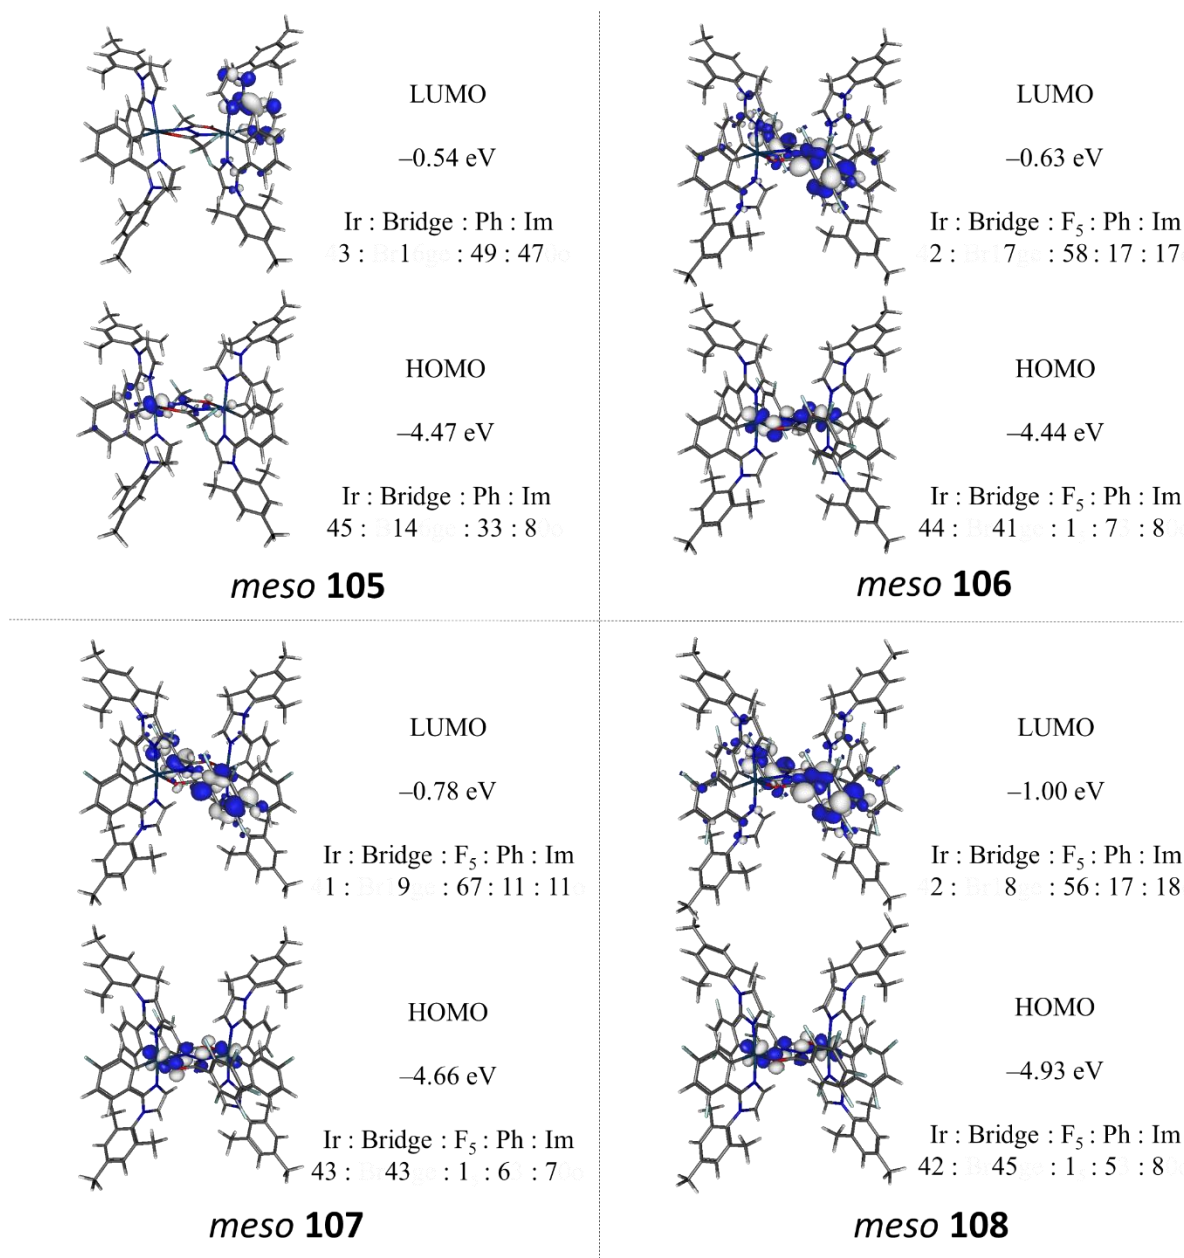 LUMO
–0.54 eV
Ir : Bridge : Ph : Im
3 : 1 : 49 : 47
HOMO
–4.47 eV
Ir : Bridge : Ph : Im
45 : 14 : 33 : 8
meso 105
LUMO
–0.63 eV
Ir : Bridge : F₅ : Ph : Im
2 : 7 : 58 : 17 : 17
HOMO
–4.44 eV
Ir : Bridge : F₅ : Ph : Im
44 : 41 : 1 : 7 : 8
meso 106
LUMO
–0.78 eV
Ir : Bridge : F₅ : Ph : Im
1 : 9 : 67 : 11 : 11
HOMO
–4.66 eV
Ir : Bridge : F₅ : Ph : Im
43 : 43 : 1 : 6 : 7
meso 107
LUMO
–1.00 eV
Ir : Bridge : F₅ : Ph : Im
2 : 8 : 56 : 17 : 18
HOMO
–4.93 eV
Ir : Bridge : F₅ : Ph : Im
42 : 45 : 1 : 5 : 8
meso 108